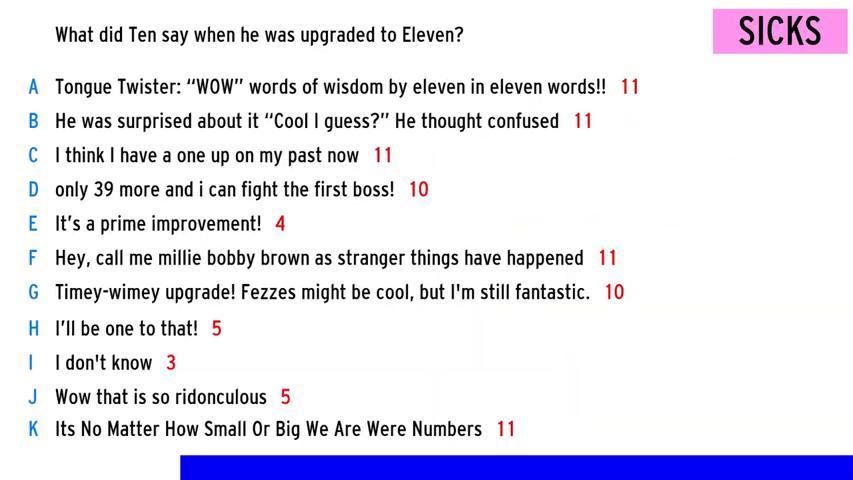 What did Ten say when he was upgraded to Eleven?
SICKS
A Tongue Twister: “WOW” words of wisdom by eleven in eleven words!! 11
B He was surprised about it “Cool I guess?” He thought confused 11
C I think I have a one up on my past now 11
D only 39 more and i can fight the first boss! 10
E It’s a prime improvement! 4
F Hey, call me millie bobby brown as stranger things have happened 11
G Timey-wimey upgrade! Fezzes might be cool, but I'm still fantastic. 10
H I’ll be one to that! 5
I I don't know 3
J Wow that is so ridonculous 5
K Its No Matter How Small Or Big We Are Were Numbers 11